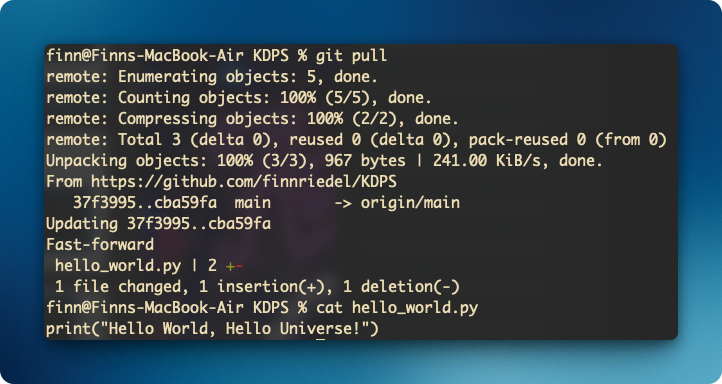 finn@Finns-MacBook-Air KDPS % git pull
remote: Enumerating objects: 5, done.
remote: Counting objects: 100% (5/5), done.
remote: Compressing objects: 100% (2/2), done.
remote: Total 3 (delta 0), reused 0 (delta 0), pack-reused 0 (from 0)
Unpacking objects: 100% (3/3), 967 bytes | 241.00 KiB/s, done.
From https://github.com/finnriedel/KDPS
   37f3995..cba59fa  main       -> origin/main
Updating 37f3995..cba59fa
Fast-forward
 hello_world.py | 2 +-
 1 file changed, 1 insertion(+), 1 deletion(-)
finn@Finns-MacBook-Air KDPS % cat hello_world.py
print("Hello World, Hello Universe!")